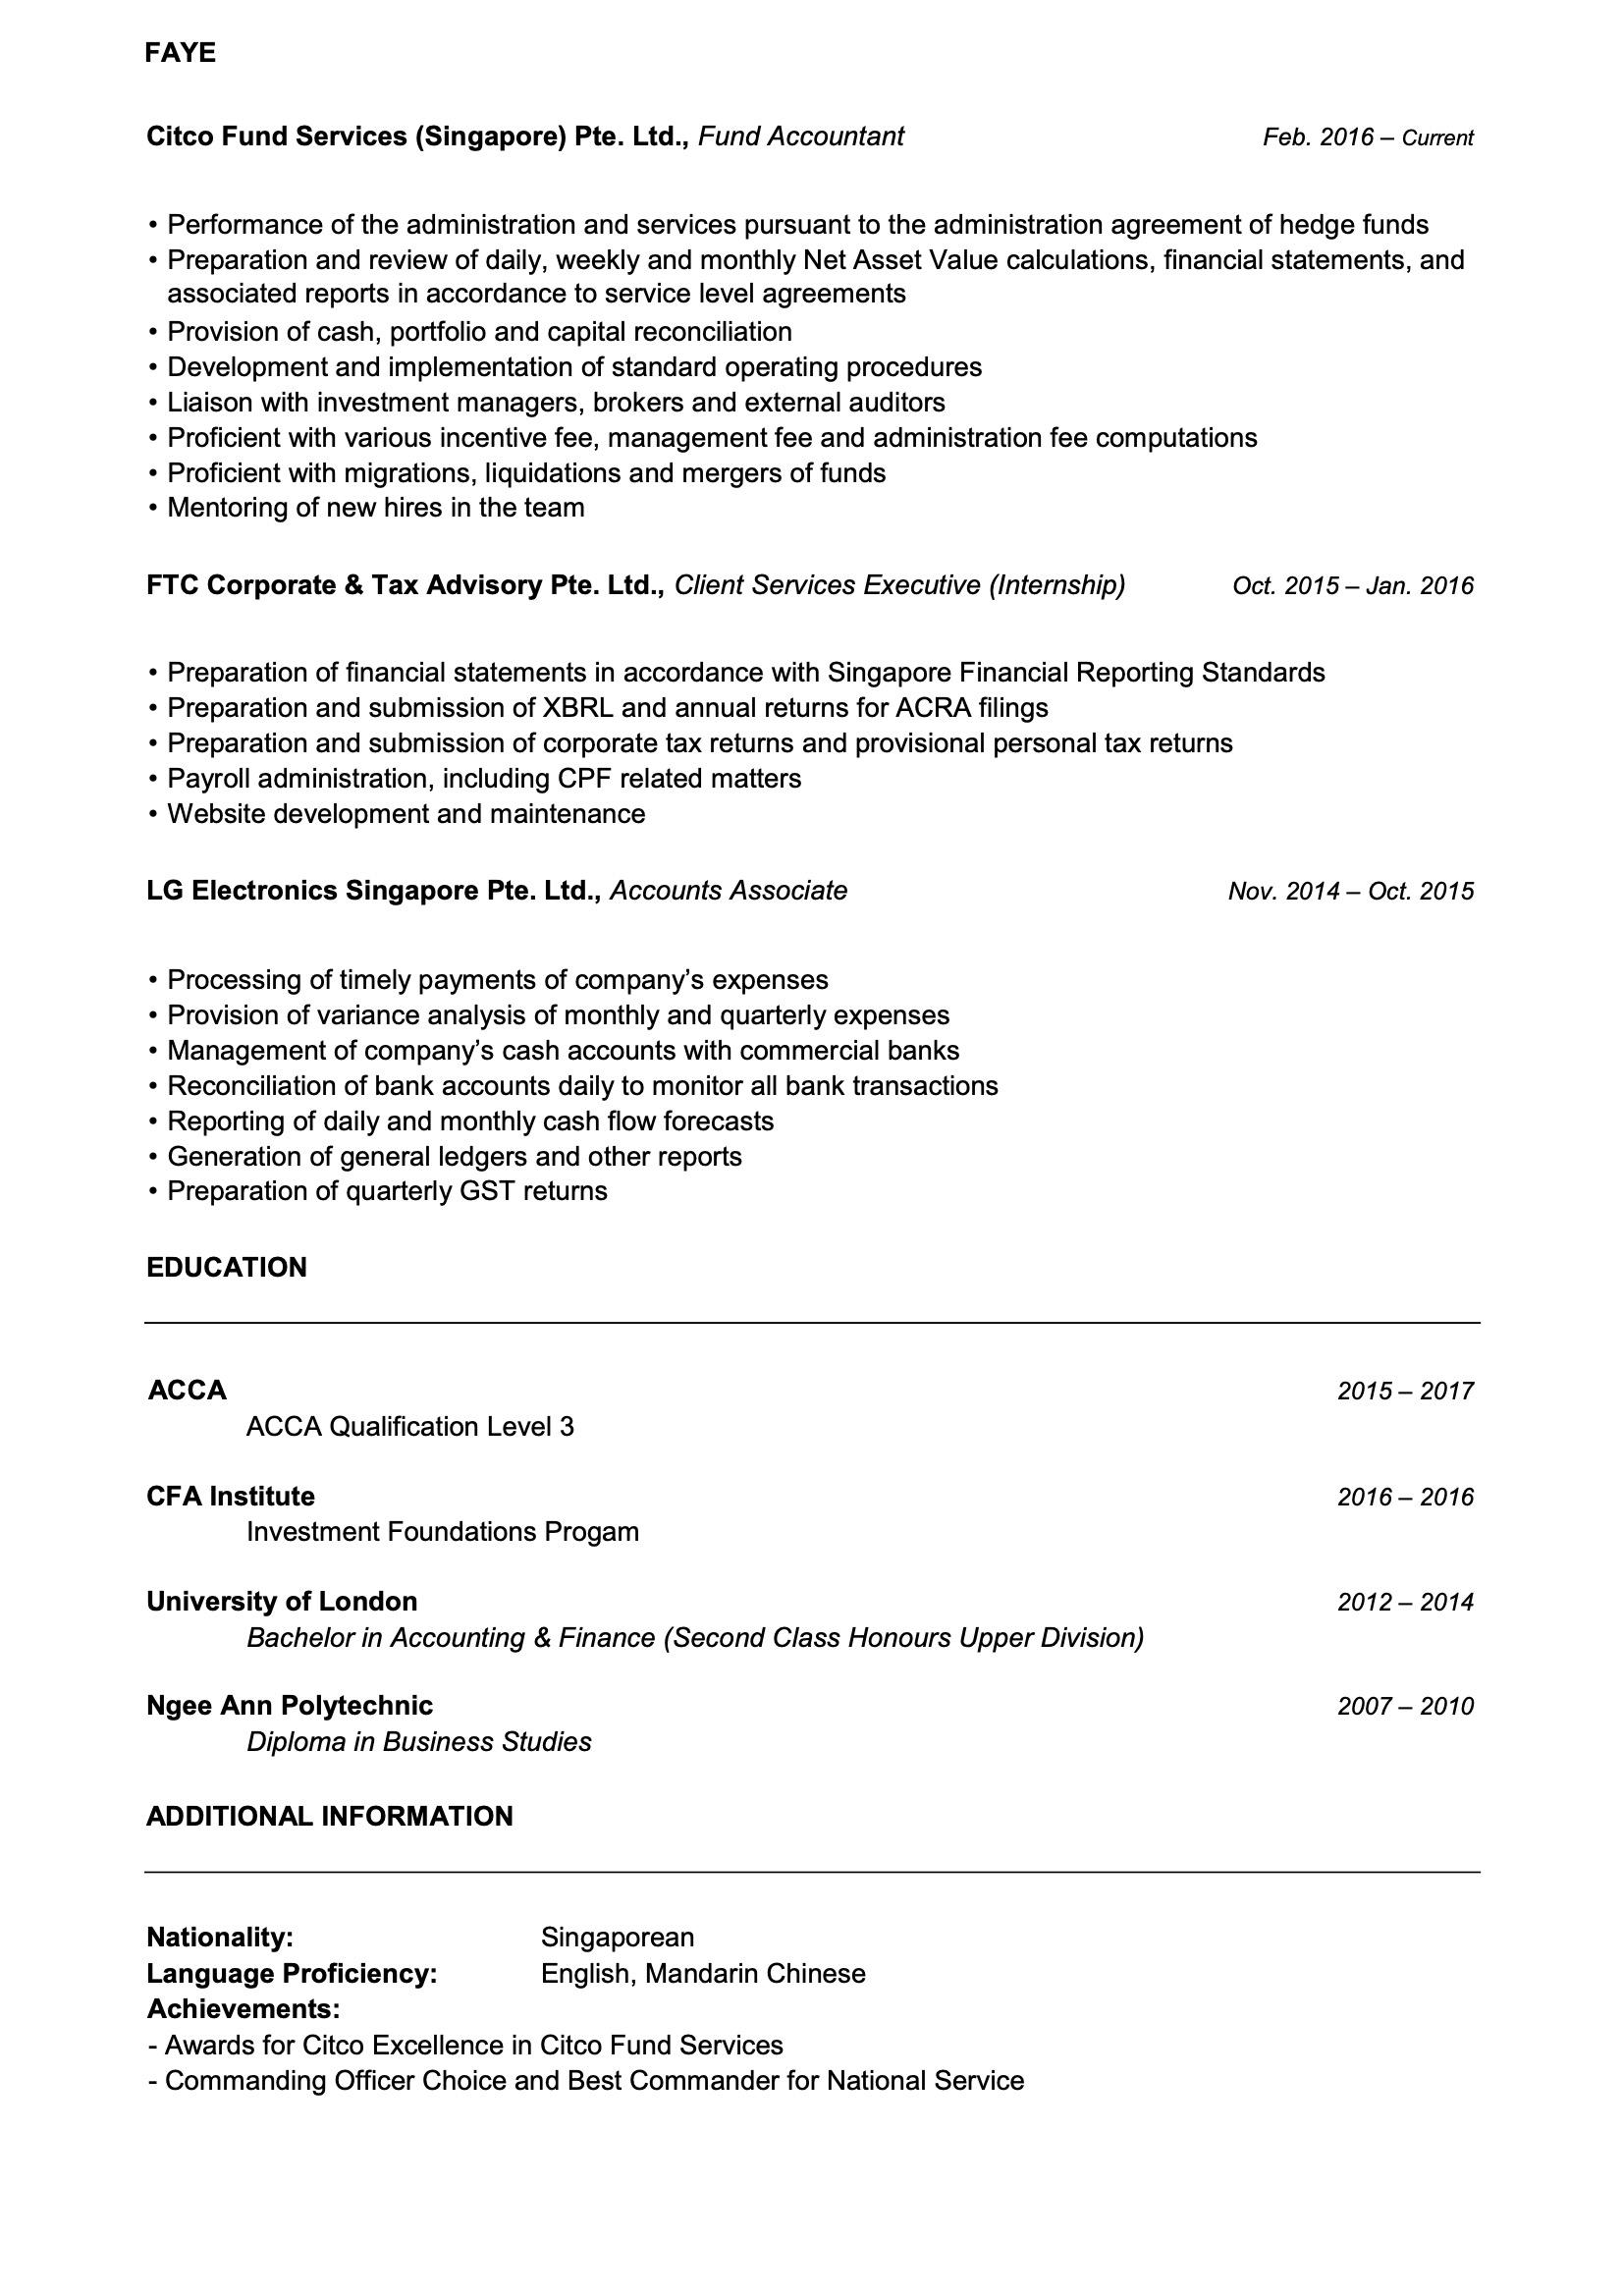 FAYE
Citco Fund Services (Singapore) Pte. Ltd., Fund Accountant Feb. 2016 – Current
• Performance of the administration and services pursuant to the administration agreement of hedge funds
• Preparation and review of daily, weekly and monthly Net Asset Value calculations, financial statements, and
associated reports in accordance to service level agreements
• Provision of cash, portfolio and capital reconciliation
• Development and implementation of standard operating procedures
• Liaison with investment managers, brokers and external auditors
• Proficient with various incentive fee, management fee and administration fee computations
• Proficient with migrations, liquidations and mergers of funds
• Mentoring of new hires in the team
FTC Corporate & Tax Advisory Pte. Ltd., Client Services Executive (Internship) Oct. 2015 – Jan. 2016
• Preparation of financial statements in accordance with Singapore Financial Reporting Standards
• Preparation and submission of XBRL and annual returns for ACRA filings
• Preparation and submission of corporate tax returns and provisional personal tax returns
• Payroll administration, including CPF related matters
• Website development and maintenance
LG Electronics Singapore Pte. Ltd., Accounts Associate Nov. 2014 – Oct. 2015
• Processing of timely payments of company’s expenses
• Provision of variance analysis of monthly and quarterly expenses
• Management of company’s cash accounts with commercial banks
• Reconciliation of bank accounts daily to monitor all bank transactions
• Reporting of daily and monthly cash flow forecasts
• Generation of general ledgers and other reports
• Preparation of quarterly GST returns
EDUCATION
ACCA 2015 – 2017
ACCA Qualification Level 3
CFA Institute 2016 – 2016
Investment Foundations Progam
University of London 2012 – 2014
Bachelor in Accounting & Finance (Second Class Honours Upper Division)
Ngee Ann Polytechnic 2007 – 2010
Diploma in Business Studies
ADDITIONAL INFORMATION
Nationality: Singaporean
Language Proficiency: English, Mandarin Chinese
Achievements:
- Awards for Citco Excellence in Citco Fund Services
- Commanding Officer Choice and Best Commander for National Service